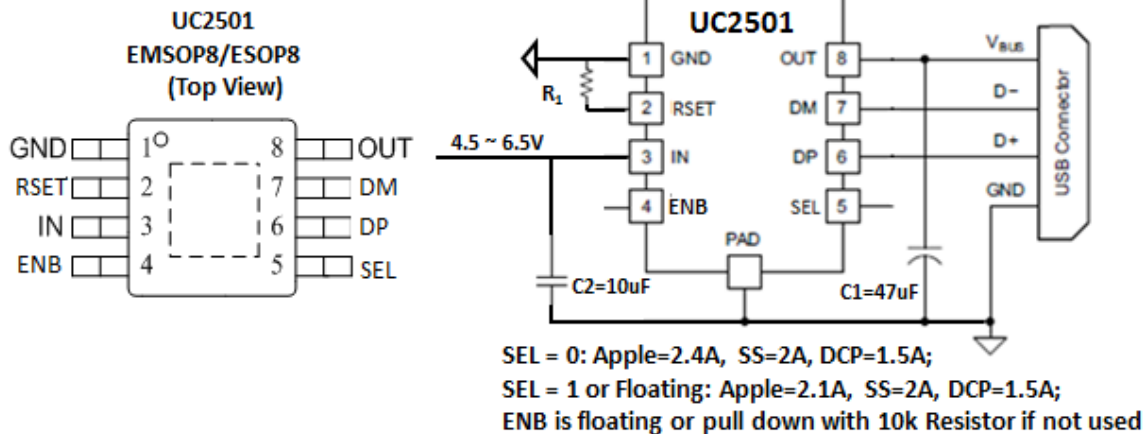 UC2501
EMSOP8/ESOP8
(Top View)
GND 1 8 OUT
RSET 2 7 DM
IN 3 6 DP
ENB 4 5 SEL
UC2501
1 GND OUT 8
R1
2 RSET DM 7
4.5 ~ 6.5V
3 IN DP 6
4 ENB SEL 5
PAD
C2=10uF
C1=47uF
VBUS
D−
D+
GND
USB Connector
SEL = 0: Apple=2.4A, SS=2A, DCP=1.5A;
SEL = 1 or Floating: Apple=2.1A, SS=2A, DCP=1.5A;
ENB is floating or pull down with 10k Resistor if not used